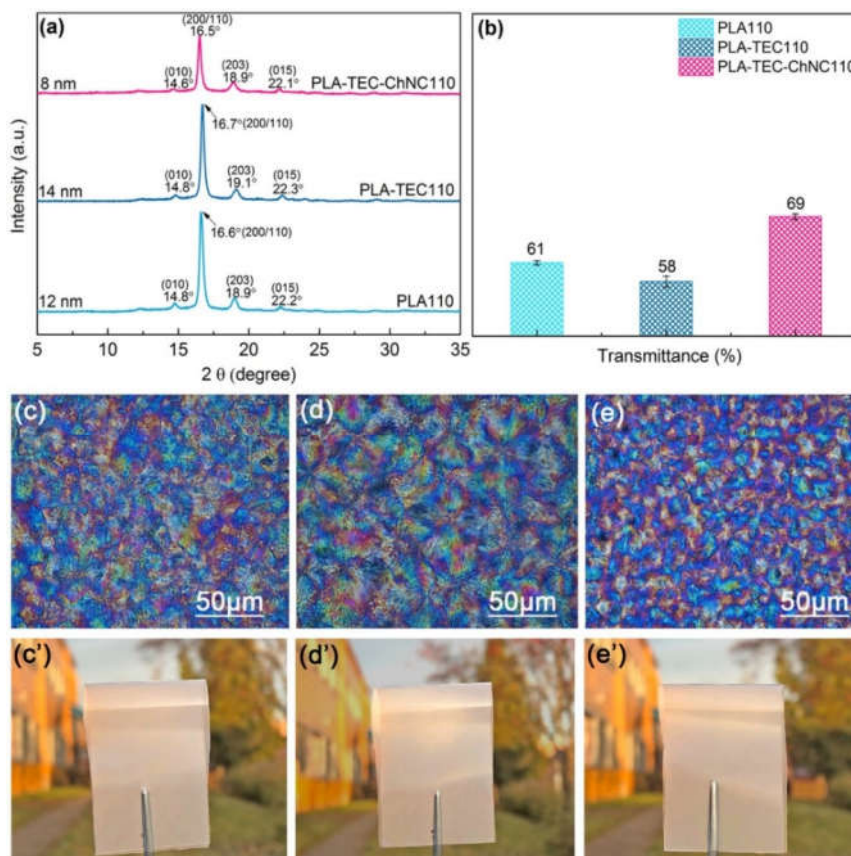 (a)
(200/110)
16.5°
(010)
14.6°
(203)
18.9°
(015)
22.1°
8 nm
PLA-TEC-ChNC110
16.7° (200/110)
(010)
14.8°
(203)
19.1°
(015)
22.3°
14 nm
PLA-TEC110
16.6° (200/110)
(010)
14.8°
(203)
18.9°
(015)
22.2°
12 nm
PLA110
Intensity (a.u.)
5 10 15 20 25 30 35
2 θ (degree)
(b)
PLA110
PLA-TEC110
PLA-TEC-ChNC110
61
58
69
Transmittance (%)
(c)
50μm
(d)
50μm
(e)
50μm
(c')
(d')
(e')